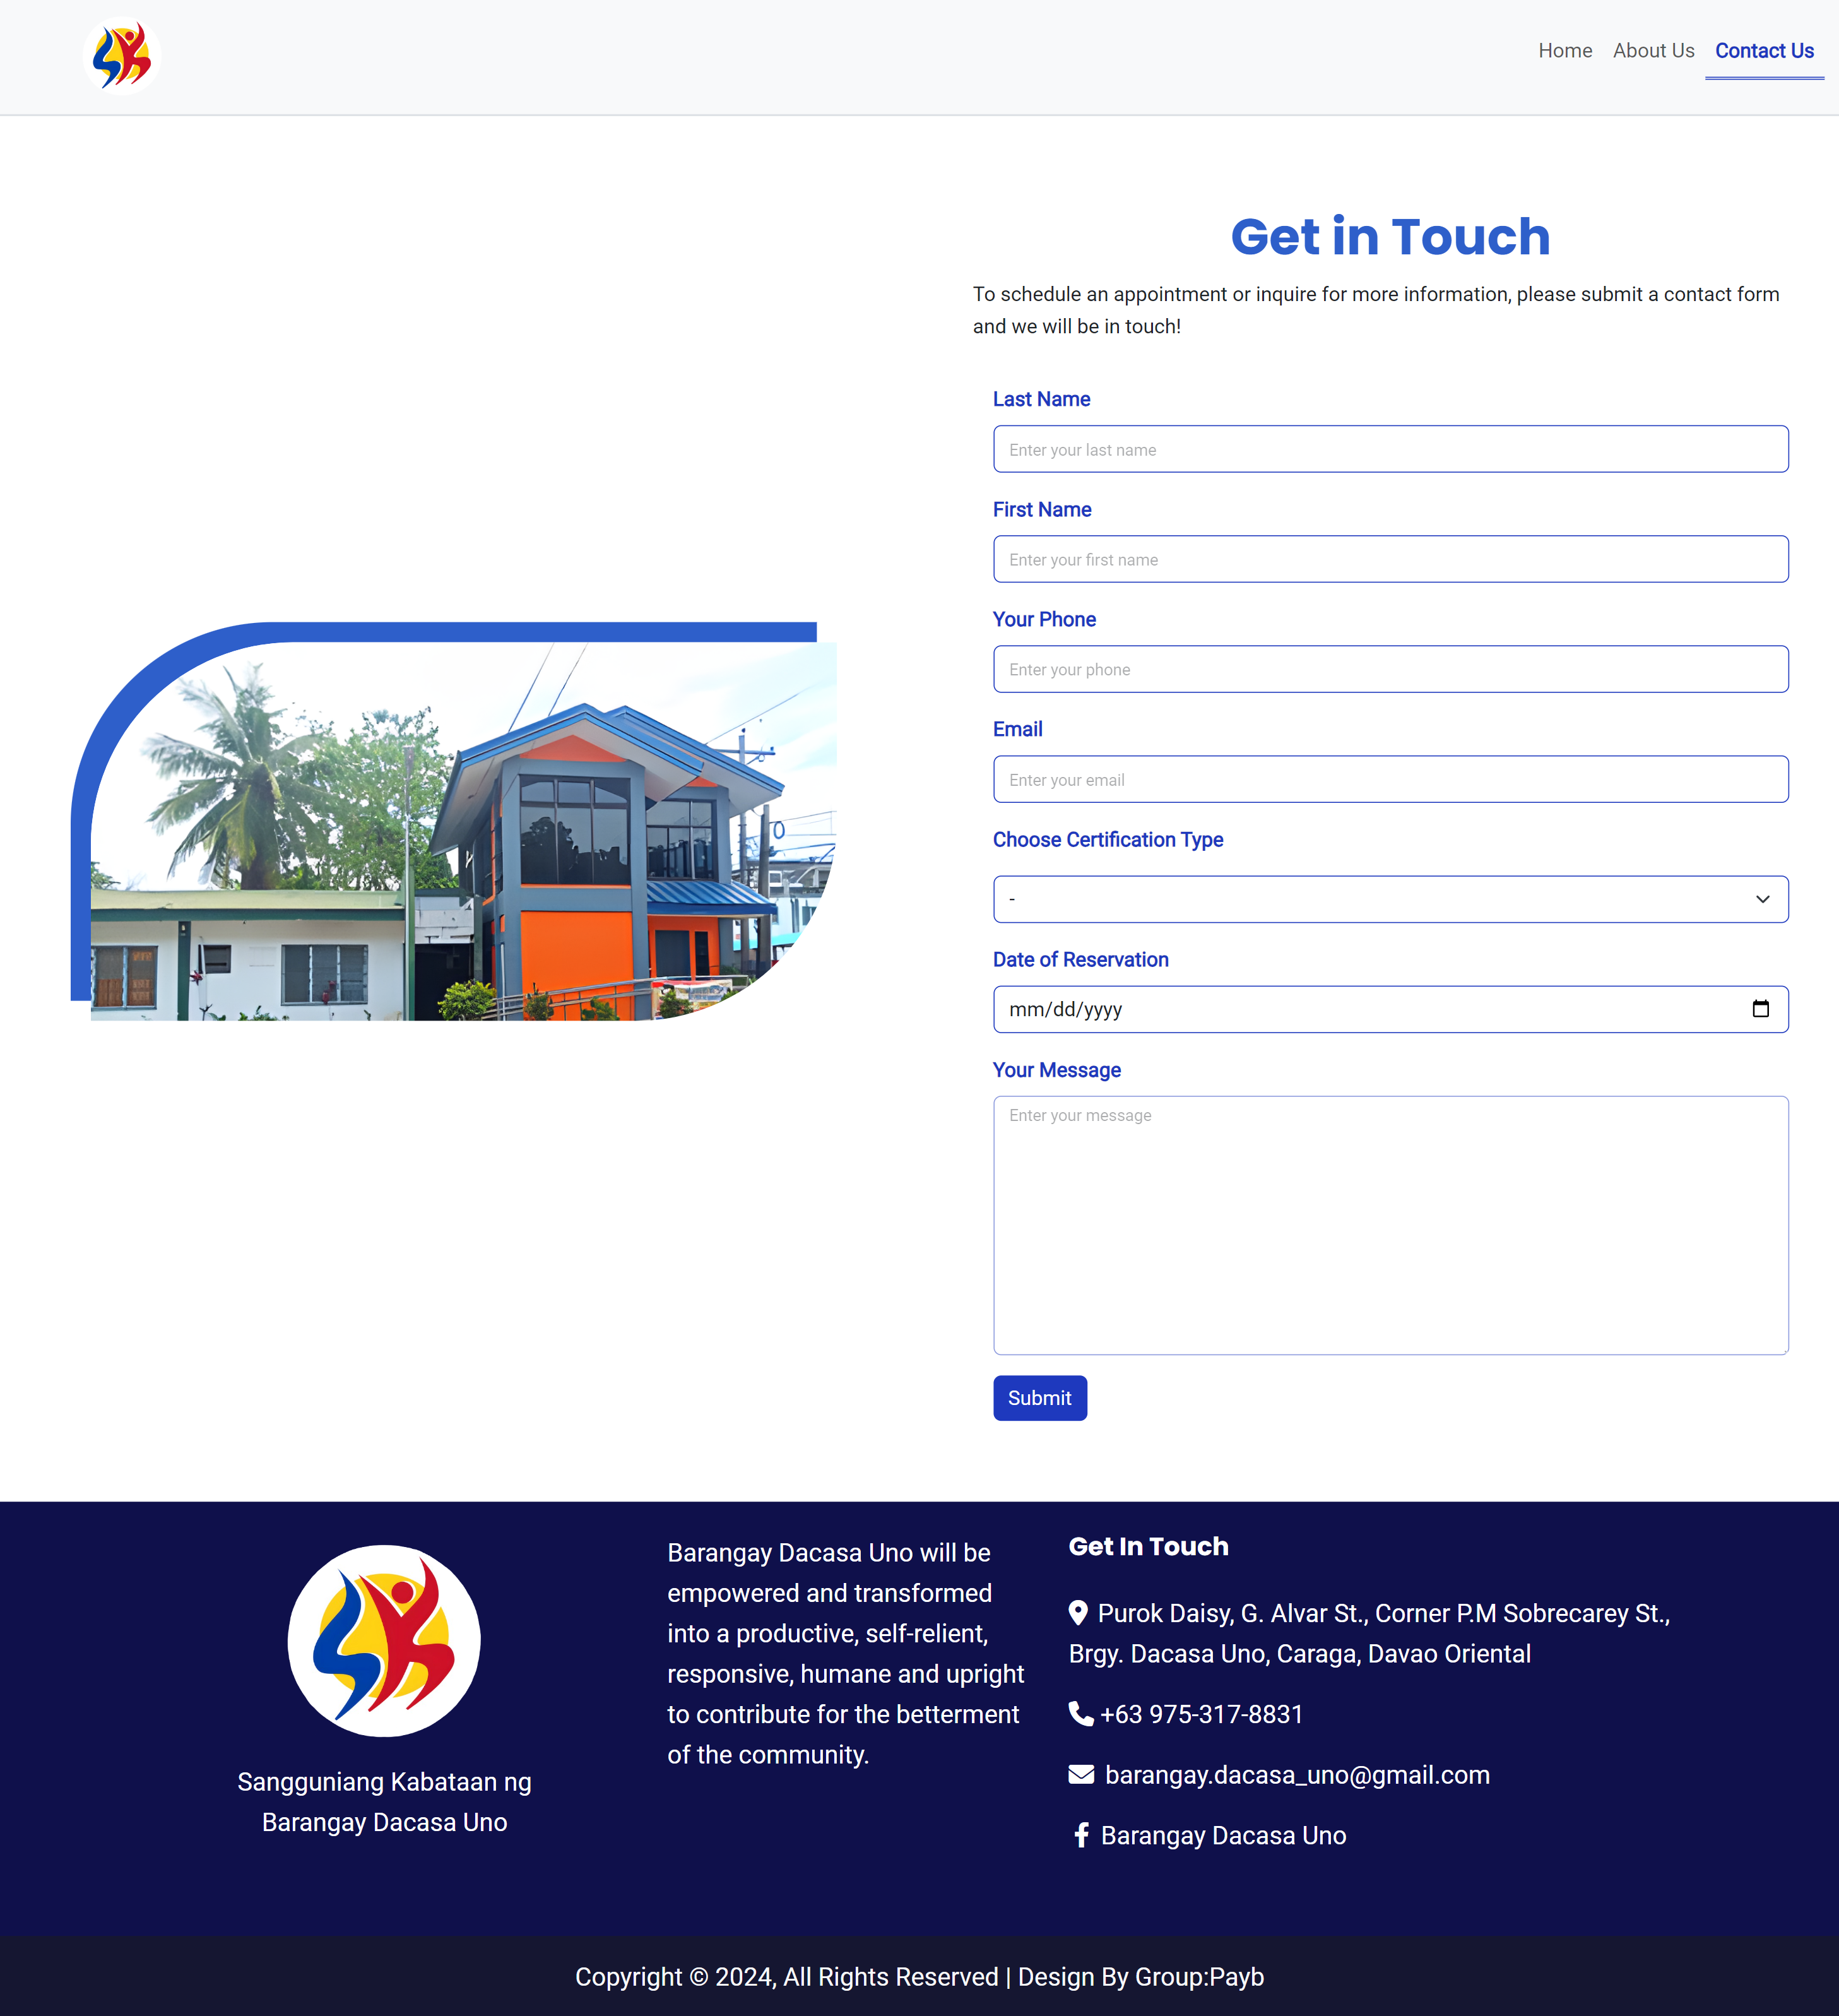 Home About Us Contact Us
Get in Touch
To schedule an appointment or inquire for more information, please submit a contact form
and we will be in touch!
Last Name
Enter your last name
First Name
Enter your first name
Your Phone
Enter your phone
Email
Enter your email
Choose Certification Type
-
Date of Reservation
mm/dd/yyyy
Your Message
Enter your message
Submit
Sangguniang Kabataan ng
Barangay Dacasa Uno
Barangay Dacasa Uno will be
empowered and transformed
into a productive, self-relient,
responsive, humane and upright
to contribute for the betterment
of the community.
Get In Touch
Purok Daisy, G. Alvar St., Corner P.M Sobrecarey St.,
Brgy. Dacasa Uno, Caraga, Davao Oriental
+63 975-317-8831
barangay.dacasa_uno@gmail.com
Barangay Dacasa Uno
Copyright © 2024, All Rights Reserved | Design By Group:Payb